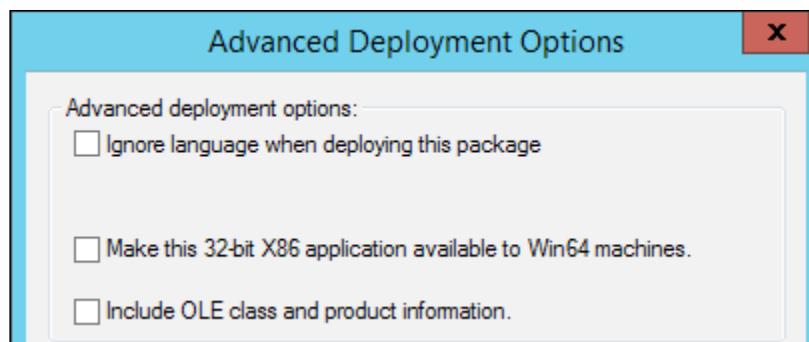 Advanced Deployment Options
x
Advanced deployment options:
Ignore language when deploying this package
Make this 32-bit X86 application available to Win64 machines.
Include OLE class and product information.